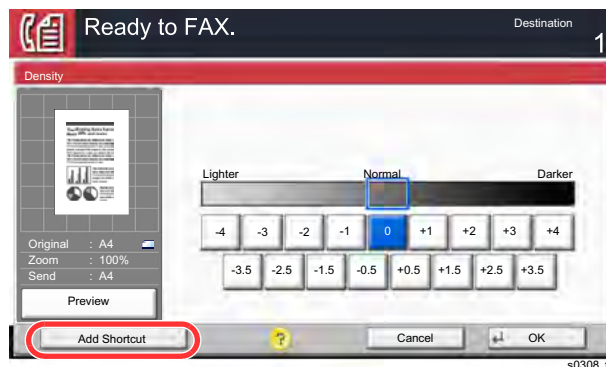 Ready to FAX.
Destination
1
Density
Lighter Normal Darker
-4 -3 -2 -1 0 +1 +2 +3 +4
-3.5 -2.5 -1.5 -0.5 +0.5 +1.5 +2.5 +3.5
Original : A4
Zoom : 100%
Send : A4
Preview
Add Shortcut ? Cancel OK
s0308